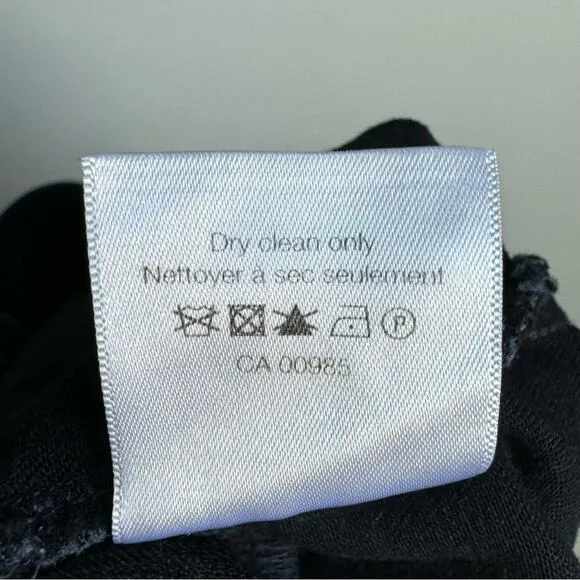 Dry clean only
Nettoyer a sec seulement
P
CA 00985